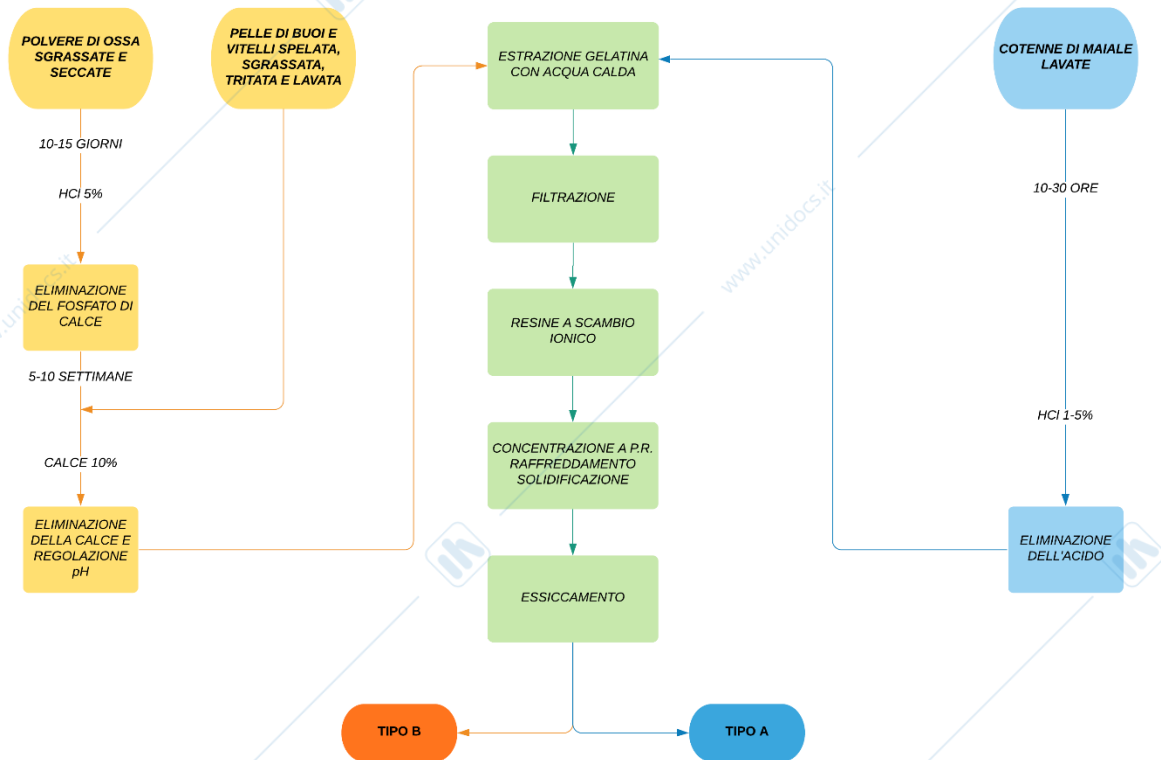 POLVERE DI OSSA
SGRASSATE E
SECCATE
PELLE DI BUOI E
VITELLI SPELATA,
SGRASSATA,
TRITATA E LAVATA
ESTRAZIONE GELATINA
CON ACQUA CALDA
COTENNE DI MAIALE
LAVATE
10-15 GIORNI
HCl 5%
FILTRAZIONE
10-30 ORE
ELIMINAZIONE
DEL FOSFATO DI
CALCE
RESINE A SCAMBIO
IONICO
5-10 SETTIMANE
HCl 1-5%
CALCE 10%
CONCENTRAZIONE A P.R.
RAFFREDDAMENTO
SOLIDIFICAZIONE
ELIMINAZIONE
DELLA CALCE E
REGOLAZIONE
pH
ELIMINAZIONE
DELL'ACIDO
ESSICCAMENTO
TIPO B
TIPO A
www.unidocs.it